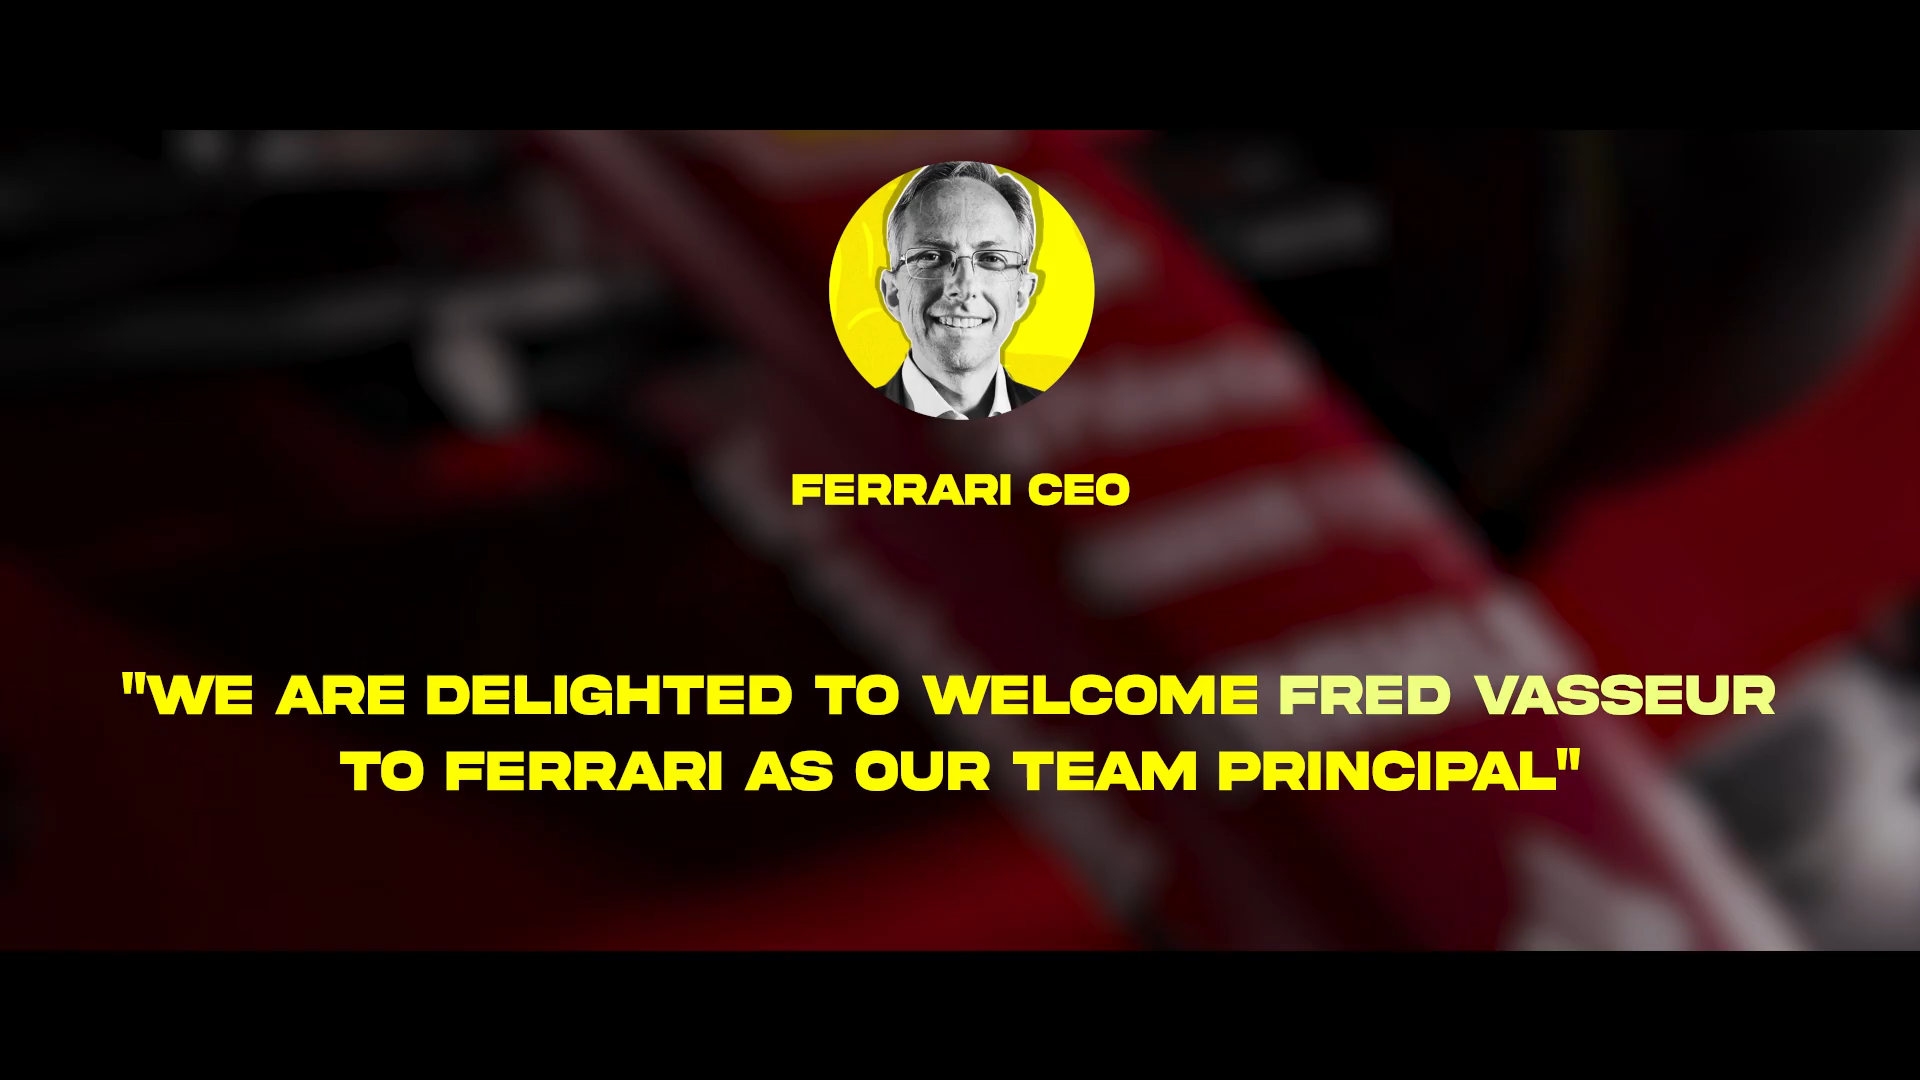 FERRARI CEO
"WE ARE DELIGHTED TO WELCOME FRED VASSEUR
TO FERRARI AS OUR TEAM PRINCIPAL"